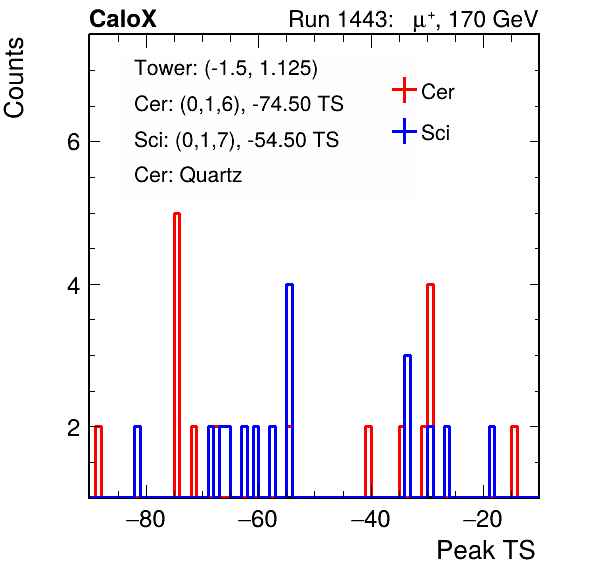 CaloX Run 1443: μ⁺, 170 GeV
Counts
Tower: (-1.5, 1.125)
Cer: (0,1,6), -74.50 TS
Sci: (0,1,7), -54.50 TS
Cer: Quartz
Cer
Sci
6
4
2
−80 −60 −40 −20
Peak TS